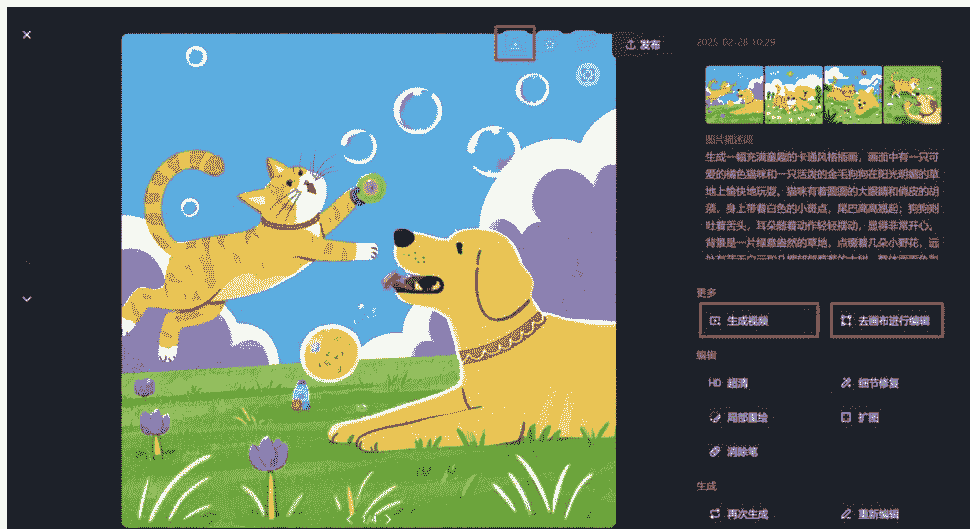 发布
2025-02-28 10:29
图片描述词
生成一幅充满童趣的卡通风格插画，画面中有一只可
爱的橘色猫咪和一只活泼的金毛狗狗在阳光明媚的草
地上愉快地玩耍。猫咪有着圆圆的大眼睛和俏皮的胡
须，身上带着白色的小斑点，尾巴高高翘起；狗狗则
吐着舌头，耳朵随着动作轻轻摆动，显得非常开心。
背景是一片绿意盎然的草地，点缀着几朵小野花，远
更多
生成视频
去画布进行编辑
编辑
HD 超清
细节修复
局部重绘
扩图
消除笔
生成
再次生成
重新编辑
1/4